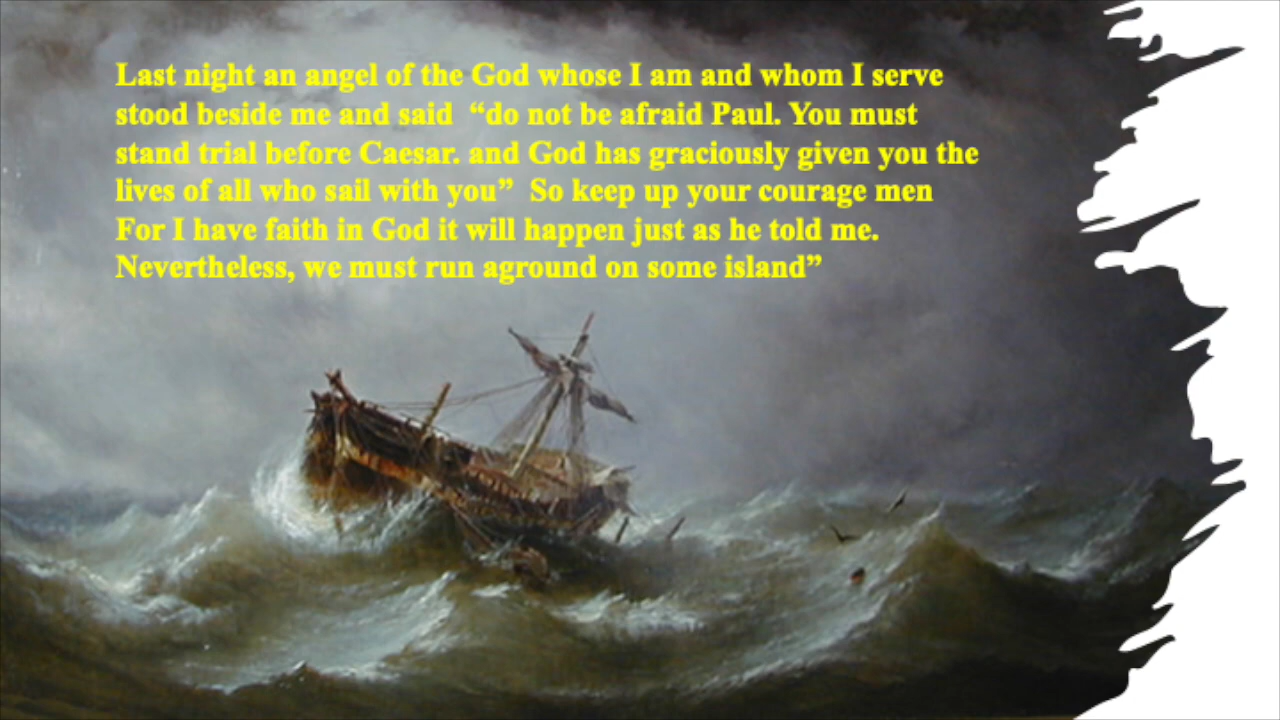 Last night an angel of the God whose I am and whom I serve
stood beside me and said  “do not be afraid Paul. You must
stand trial before Caesar. and God has graciously given you the
lives of all who sail with you”  So keep up your courage men
For I have faith in God it will happen just as he told me.
Nevertheless, we must run aground on some island”